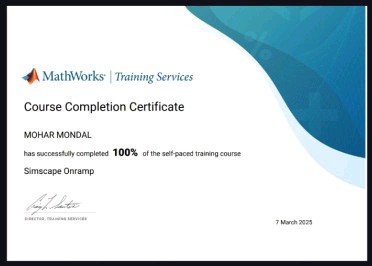 MathWorks® | Training Services
Course Completion Certificate
MOHAR MONDAL
has successfully completed 100% of the self-paced training course
Simscape Onramp
DIRECTOR, TRAINING SERVICES
7 March 2025